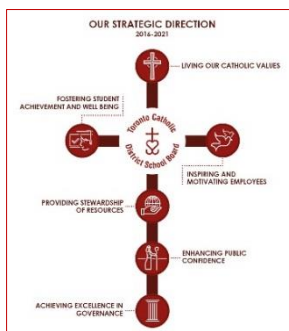 OUR STRATEGIC DIRECTION
2016-2021
LIVING OUR CATHOLIC VALUES
FOSTERING STUDENT
ACHIEVEMENT AND WELL BEING
Toronto Catholic
District School Board
INSPIRING AND
MOTIVATING EMPLOYEES
PROVIDING STEWARDSHIP
OF RESOURCES
ENHANCING PUBLIC
CONFIDENCE
ACHIEVING EXCELLENCE IN
GOVERNANCE